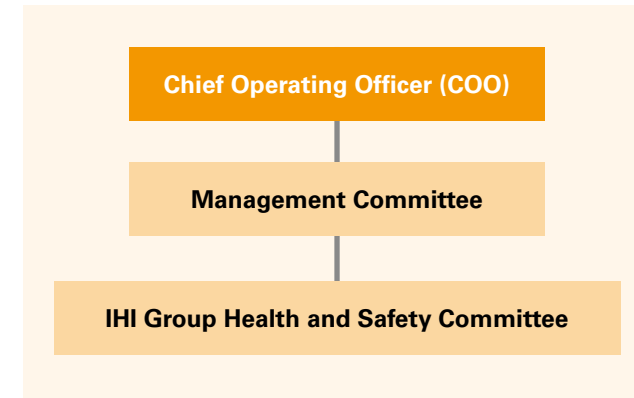 Chief Operating Officer (COO)
Management Committee
IHI Group Health and Safety Committee